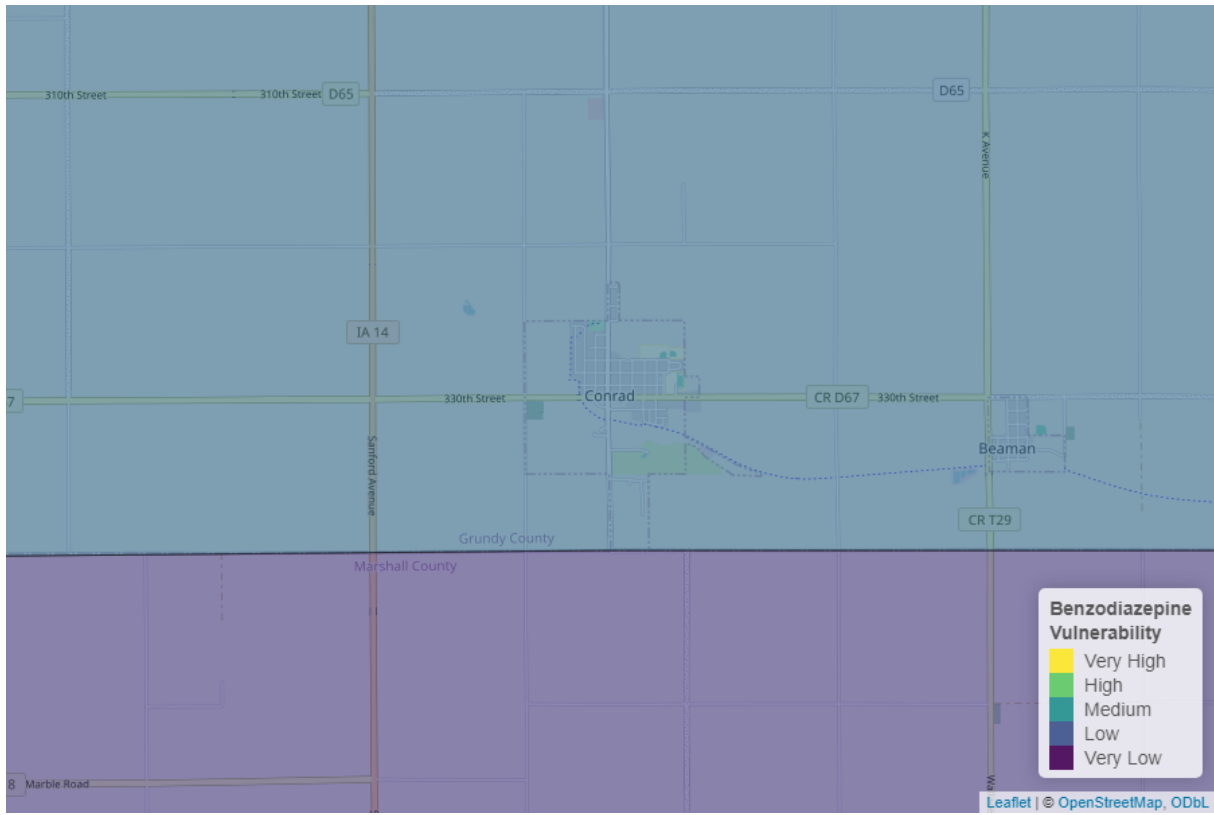 310th Street
310th Street
D65
D65
K Avenue
IA 14
7
330th Street
Conrad
CR D67
330th Street
Beaman
Sanford Avenue
CR T29
Grundy County
Marshall County
Benzodiazepine
Vulnerability
Very High
High
Medium
Low
Very Low
8
Marble Road
Wa
S
Leaflet | © OpenStreetMap, ODbL